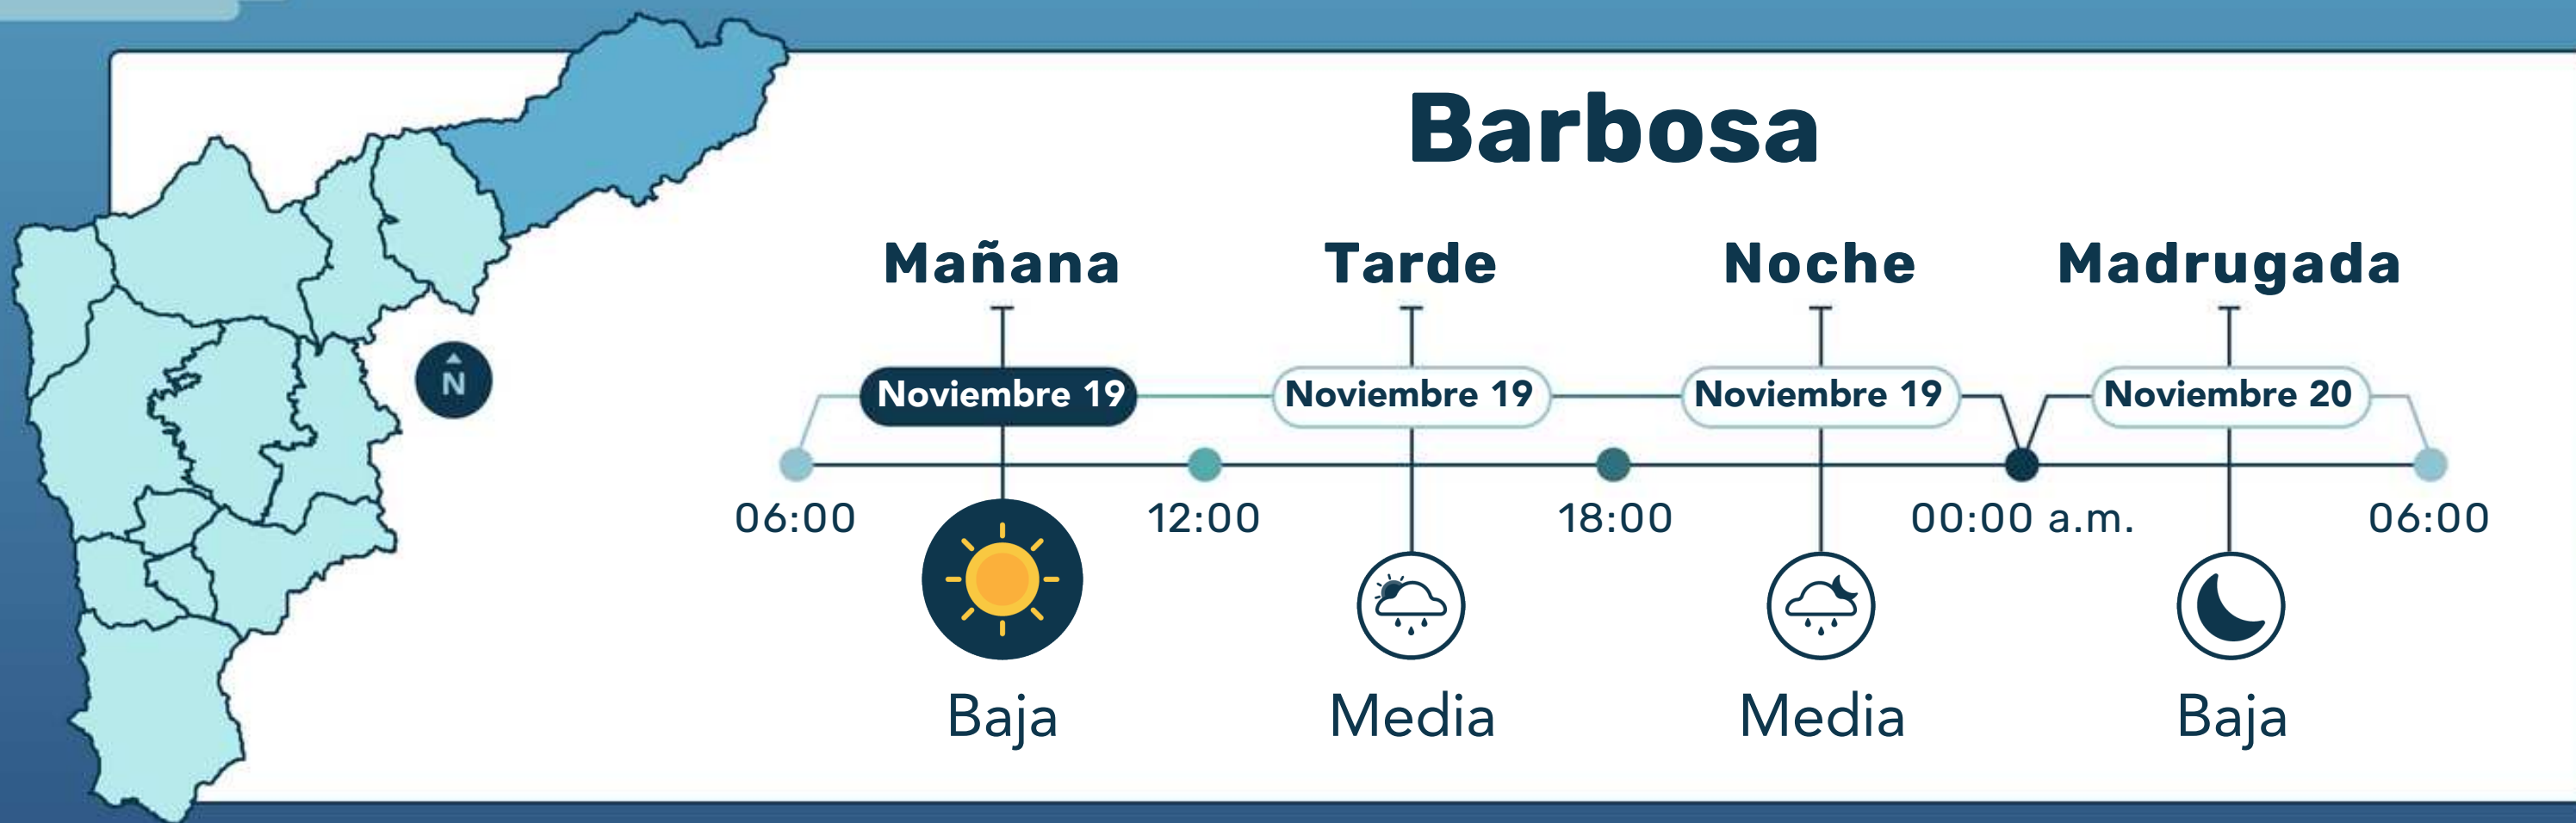 Barbosa
Mañana Tarde Noche Madrugada
Noviembre 19 Noviembre 19 Noviembre 19 Noviembre 20
N
06:00 12:00 18:00 00:00 a.m. 06:00
Baja Media Media Baja